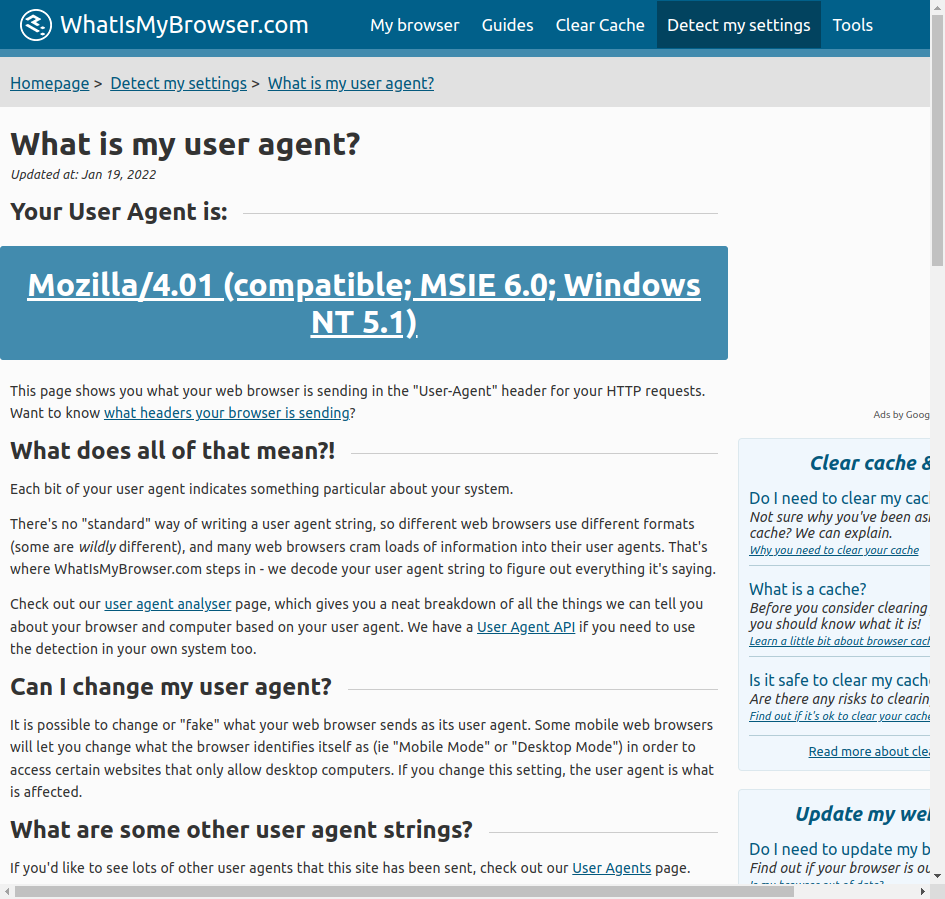 WhatIsMyBrowser.com
My browser Guides Clear Cache Detect my settings Tools
Homepage > Detect my settings > What is my user agent?
What is my user agent?
Updated at: Jan 19, 2022
Your User Agent is:
Mozilla/4.01 (compatible; MSIE 6.0; Windows
NT 5.1)
This page shows you what your web browser is sending in the "User-Agent" header for your HTTP requests.
Want to know what headers your browser is sending?
What does all of that mean?!
Each bit of your user agent indicates something particular about your system.
There's no "standard" way of writing a user agent string, so different web browsers use different formats
(some are wildly different), and many web browsers cram loads of information into their user agents. That's
where WhatIsMyBrowser.com steps in - we decode your user agent string to figure out everything it's saying.
Check out our user agent analyser page, which gives you a neat breakdown of all the things we can tell you
about your browser and computer based on your user agent. We have a User Agent API if you need to use
the detection in your own system too.
Can I change my user agent?
It is possible to change or "fake" what your web browser sends as its user agent. Some mobile web browsers
will let you change what the browser identifies itself as (ie "Mobile Mode" or "Desktop Mode") in order to
access certain websites that only allow desktop computers. If you change this setting, the user agent is what
is affected.
What are some other user agent strings?
If you'd like to see lots of other user agents that this site has been sent, check out our User Agents page.
Ads by Goog
Clear cache &
Do I need to clear my cac
Not sure why you've been as
cache? We can explain.
Why you need to clear your cache
What is a cache?
Before you consider clearing
you should know what it is!
Learn a little bit about browser cach
Is it safe to clear my cach
Are there any risks to clearin
Find out if it's ok to clear your cache
Read more about clea
Update my we
Do I need to update my b
Find out if your browser is ou
Is my browser out of date?